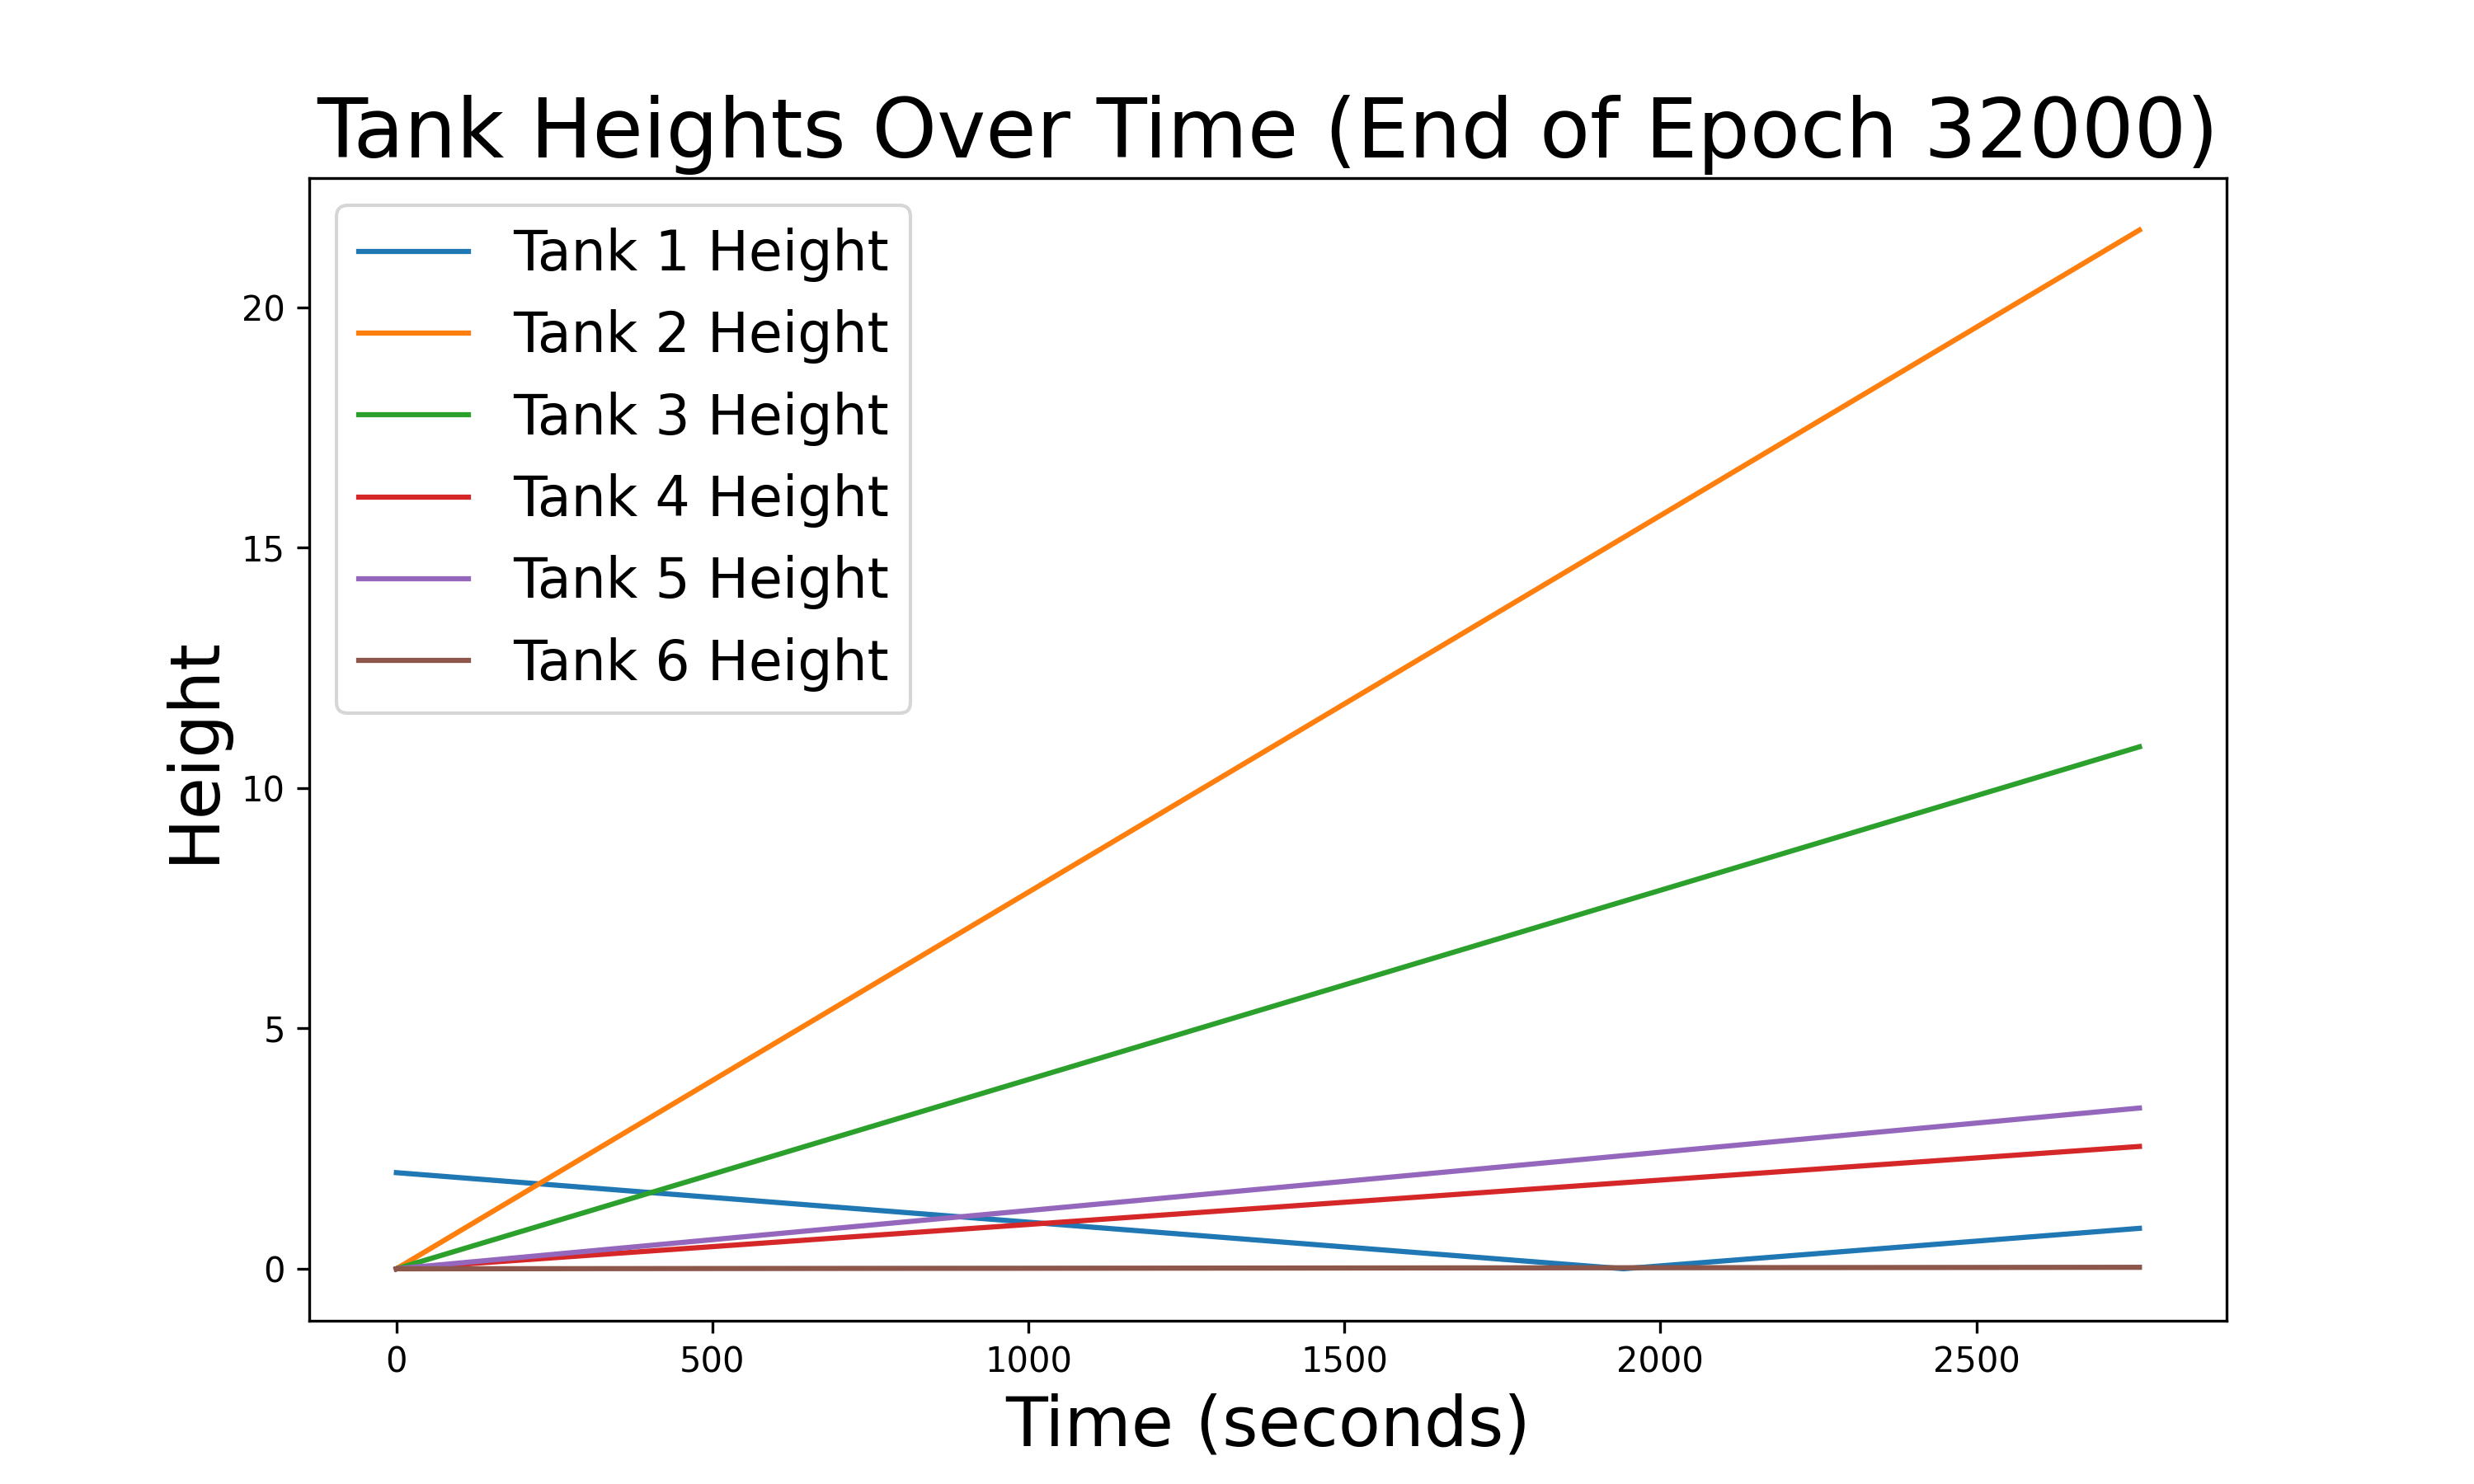 Tank Heights Over Time (End of Epoch 32000)
Tank 1 Height
Tank 2 Height
Tank 3 Height
Tank 4 Height
Tank 5 Height
Tank 6 Height
Height
20
15
10
5
0
0 500 1000 1500 2000 2500
Time (seconds)